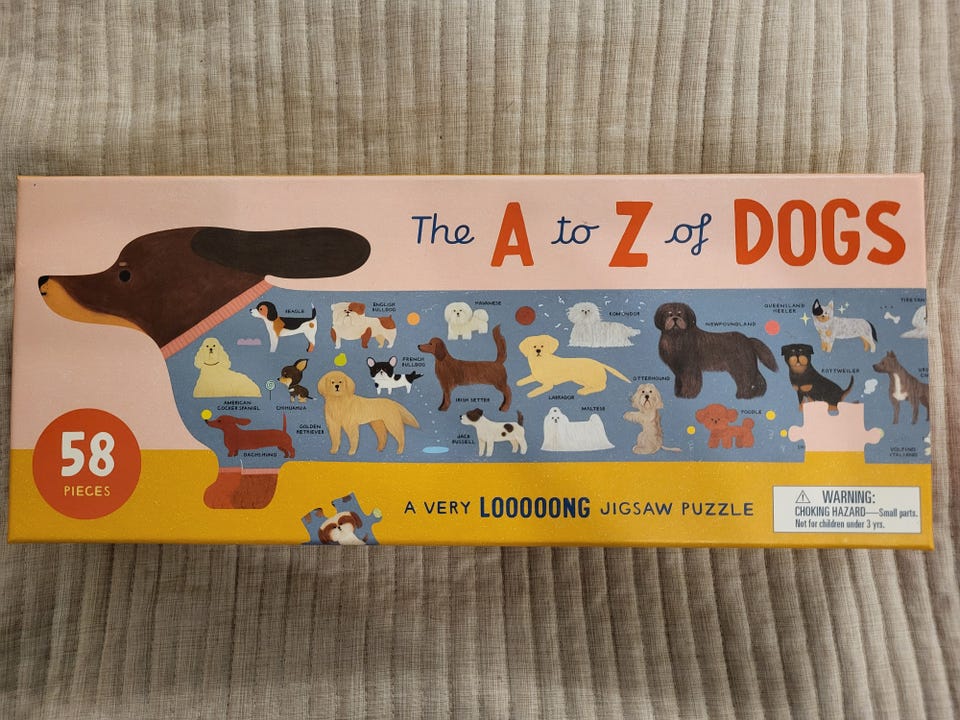 The A to Z of DOGS
BEAGLE
ENGLISH
BULLDOG
HAVANESE
KOMONDOR
NEWFOUNDLAND
QUEENSLAND
HEELER
AMERICAN
COCKER SPANIEL
CHIHUAHUA
FRENCH
BULLDOG
IRISH SETTER
LABRADOR
OTTERHOUND
ROTTWEILER
DACHSHUND
GOLDEN
RETRIEVER
JACK
RUSSELL
MALTESE
POODLE
VOLPINO
ITALIANO
58
PIECES
A VERY LOOOOONG JIGSAW PUZZLE
WARNING:
CHOKING HAZARD—Small parts.
Not for children under 3 yrs.